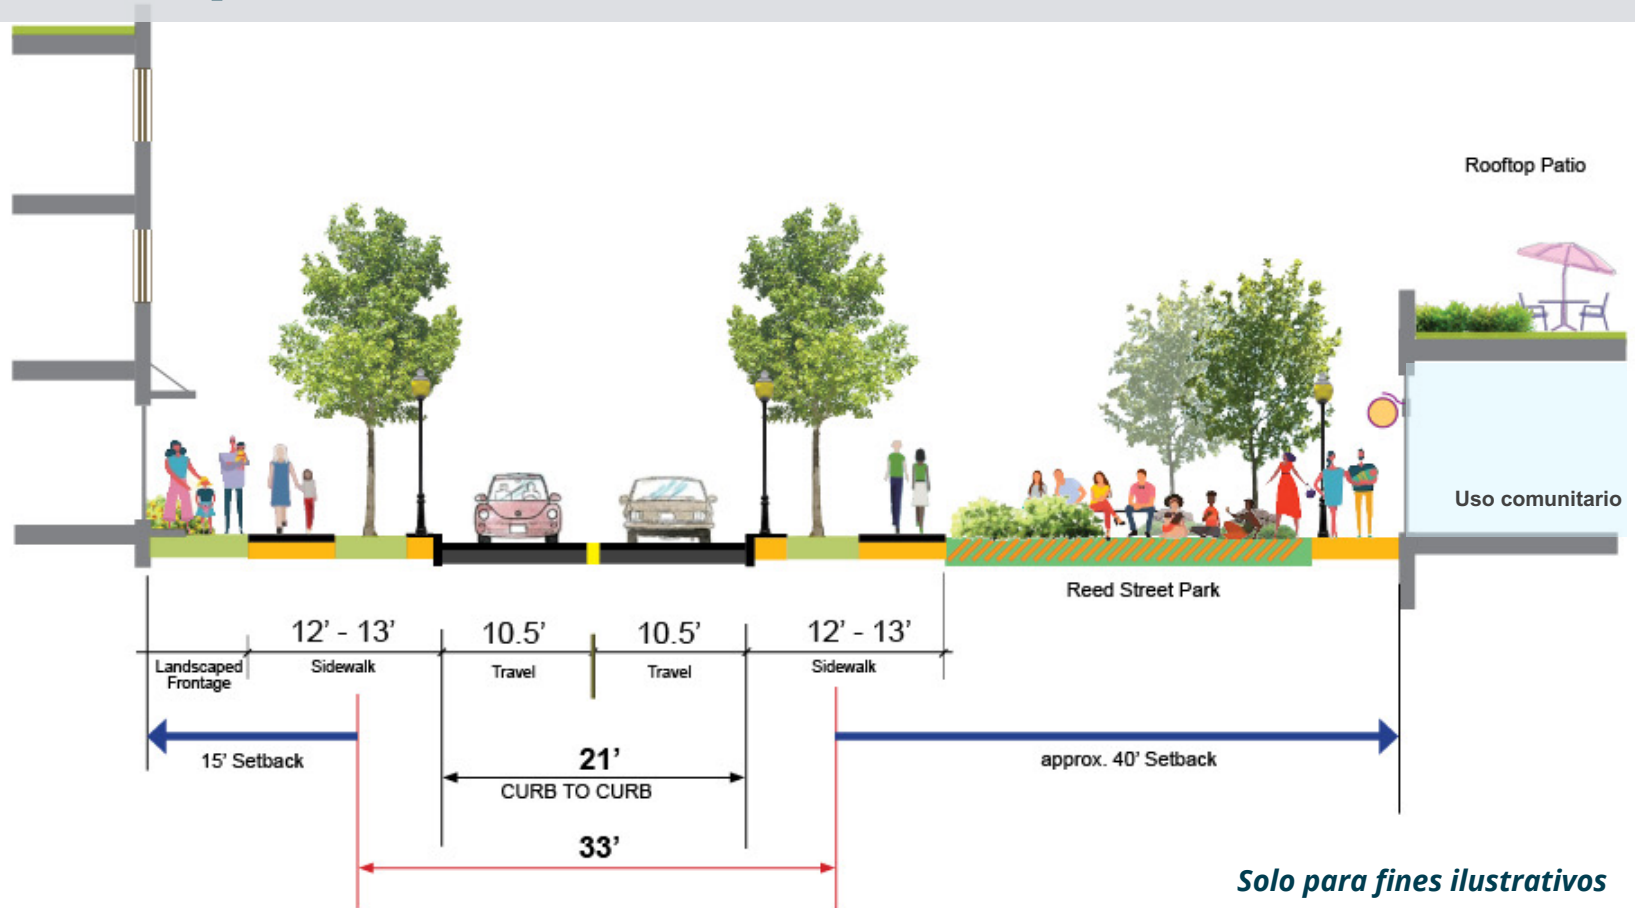 Rooftop Patio
Uso comunitario
Reed Street Park
12’ - 13’
10.5’
10.5’
12’ - 13’
Landscaped
Frontage
Sidewalk
Travel
Travel
Sidewalk
15’ Setback
21’
CURB TO CURB
approx. 40’ Setback
33’
Solo para fines ilustrativos